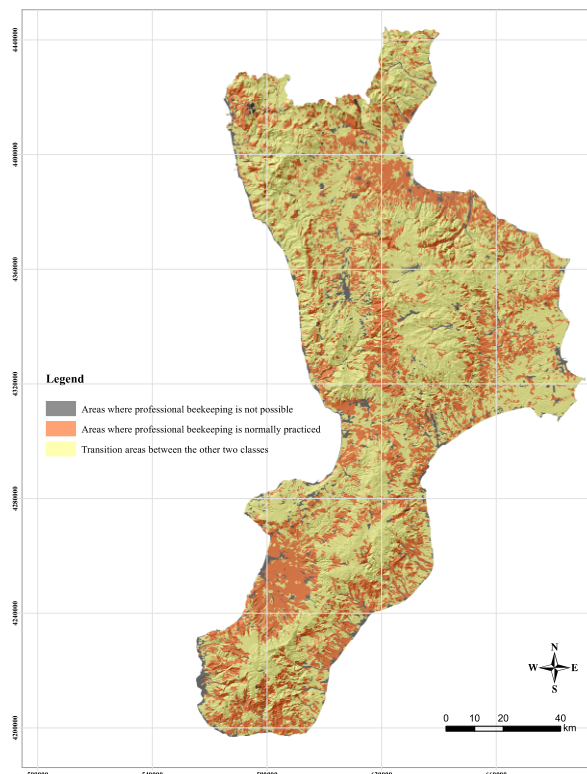 4440000
4400000
4360000
4320000
Legend
Areas where professional beekeeping is not possible
Areas where professional beekeeping is normally practiced
Transition areas between the other two classes
4280000
4240000
N
W E
S
4200000
0 10 20 40
km